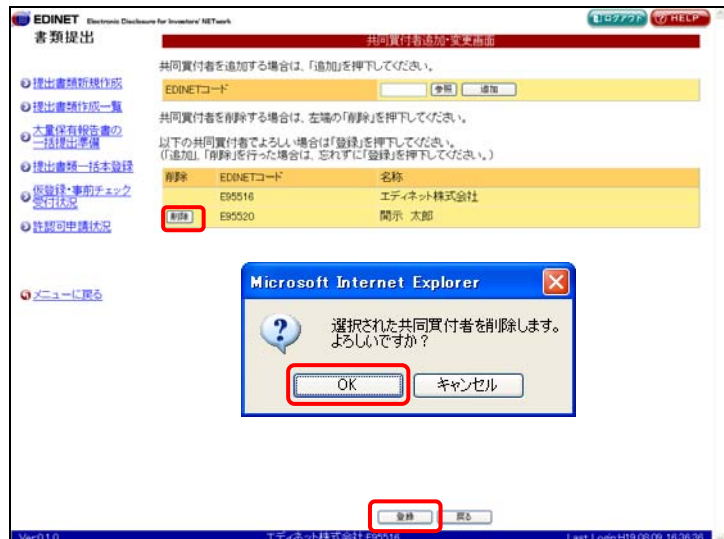 EDINET Electronic Disclosure for Investors' NETwork
ログアウト HELP
書類提出
共同買付者追加・変更画面
共同買付者を追加する場合は、「追加」を押下してください。
EDINETコード 参照 追加
共同買付者を削除する場合は、左端の「削除」を押下してください。
以下の共同買付者でよろしい場合は「登録」を押下してください。
(「追加」、「削除」を行った場合は、忘れずに「登録」を押下してください。)
削除 EDINETコード 名称
E95516 エディネット株式会社
削除 E95520 開示 太郎
提出書類新規作成
提出書類作成一覧
大量保有報告書の
一括提出準備
提出書類一括本登録
仮登録・事前チェック
受付状況
許認可申請状況
メニューに戻る
Microsoft Internet Explorer
選択された共同買付者を削除します。
よろしいですか?
OK キャンセル
登録 戻る
Ver.0.1.0 エディネット株式会社 E95516 Last Login:H19.08.09 16:36:36